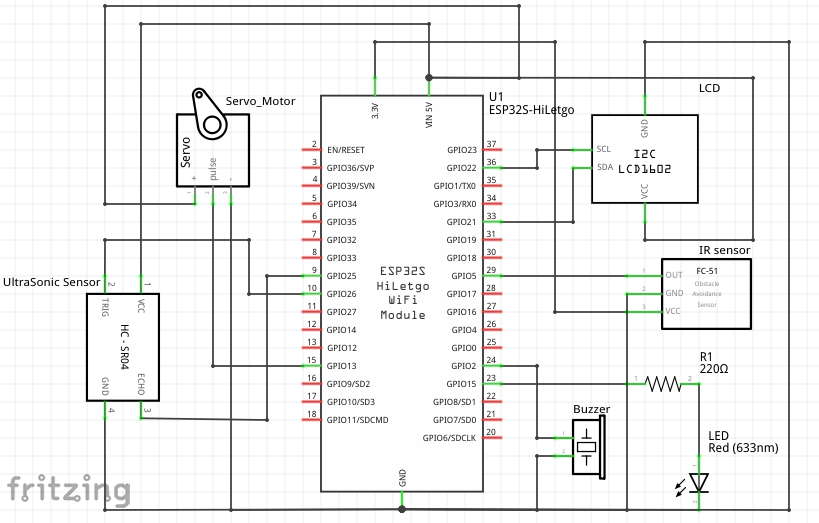 Servo_Motor
Servo
pulse
+
-
1
2
3
UltraSonic Sensor
2
1
TRIG
VCC
HC - SR04
GND
ECHO
4
3
U1
ESP32S-HiLetgo
3.3V
VIN 5V
2 EN/RESET
3 GPIO36/SVP
4 GPIO39/SVN
5 GPIO34
6 GPIO35
7 GPIO32
8 GPIO33
9 GPIO25
10 GPIO26
11 GPIO27
12 GPIO14
13 GPIO12
15 GPIO13
16 GPIO9/SD2
17 GPIO10/SD3
18 GPIO11/SDCMD
GPIO23 37
GPIO22 36
GPIO1/TX0 35
GPIO3/RX0 34
GPIO21 33
GPIO19 31
GPIO18 30
GPIO5 29
GPIO17 28
GPIO16 27
GPIO4 26
GPIO0 25
GPIO2 24
GPIO15 23
GPIO8/SD1 22
GPIO7/SD0 21
GPIO6/SDCLK 20
ESP32S
HiLetgo
WiFi
Module
GND
LCD
GND
SCL
SDA
I2C
LCD1602
VCC
IR sensor
FC-51
Obstacle
Avoidance
Sensor
1 OUT
2 GND
3 VCC
R1
220Ω
1
2
Buzzer
1
2
LED
Red (633nm)
1
2
fritzing